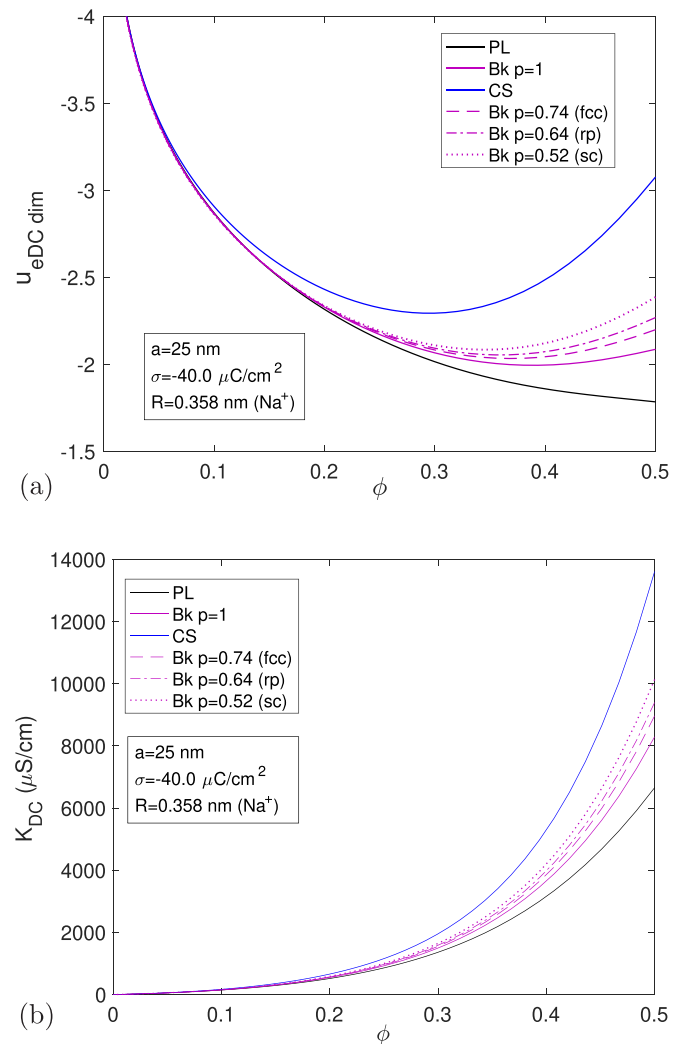 -4
-3.5
-3
-2.5
-2
-1.5
u_eDC dim
PL
Bk p=1
CS
Bk p=0.74 (fcc)
Bk p=0.64 (rp)
Bk p=0.52 (sc)
a=25 nm
σ=-40.0 μC/cm²
R=0.358 nm (Na⁺)
0 0.1 0.2 0.3 0.4 0.5
(a)
ϕ
14000
12000
10000
8000
6000
4000
2000
0
K_DC (μS/cm)
PL
Bk p=1
CS
Bk p=0.74 (fcc)
Bk p=0.64 (rp)
Bk p=0.52 (sc)
a=25 nm
σ=-40.0 μC/cm²
R=0.358 nm (Na⁺)
0 0.1 0.2 0.3 0.4 0.5
(b)
ϕ